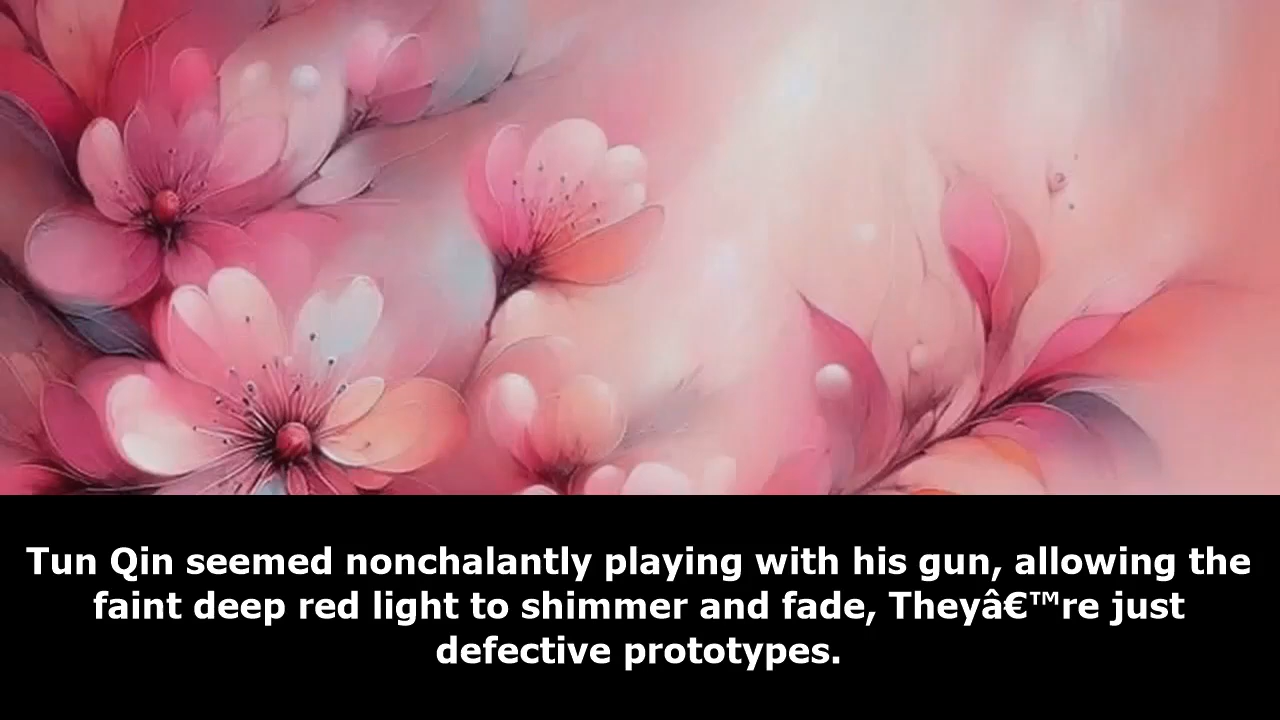 Tun Qin seemed nonchalantly playing with his gun, allowing the
faint deep red light to shimmer and fade, Theyâ€™re just
defective prototypes.